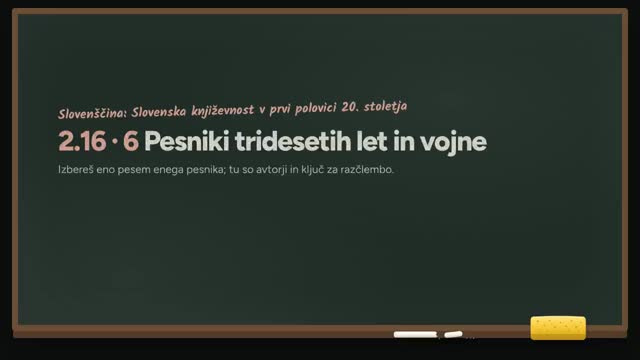 Slovenščina: Slovenska književnost v prvi polovici 20. stoletja
2.16 · 6 Pesniki tridesetih let in vojne
Izbereš eno pesem enega pesnika; tu so avtorji in ključ za razčlembo.